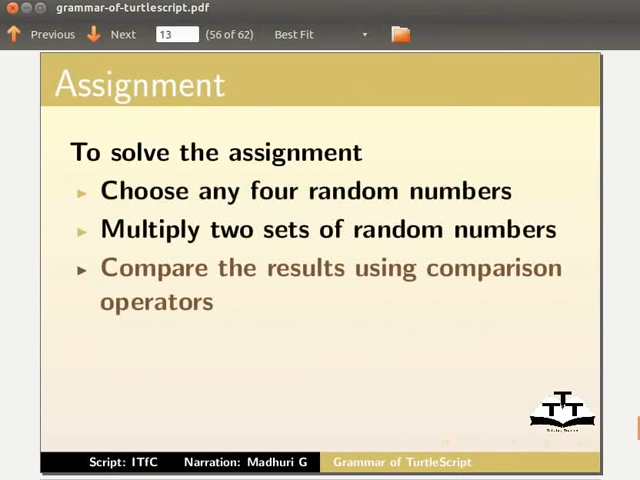 grammar-of-turtlescript.pdf
Previous Next 13 (56 of 62) Best Fit
Assignment
To solve the assignment
Choose any four random numbers
Multiply two sets of random numbers
Compare the results using comparison
operators
Script: ITfC Narration: Madhuri G Grammar of TurtleScript